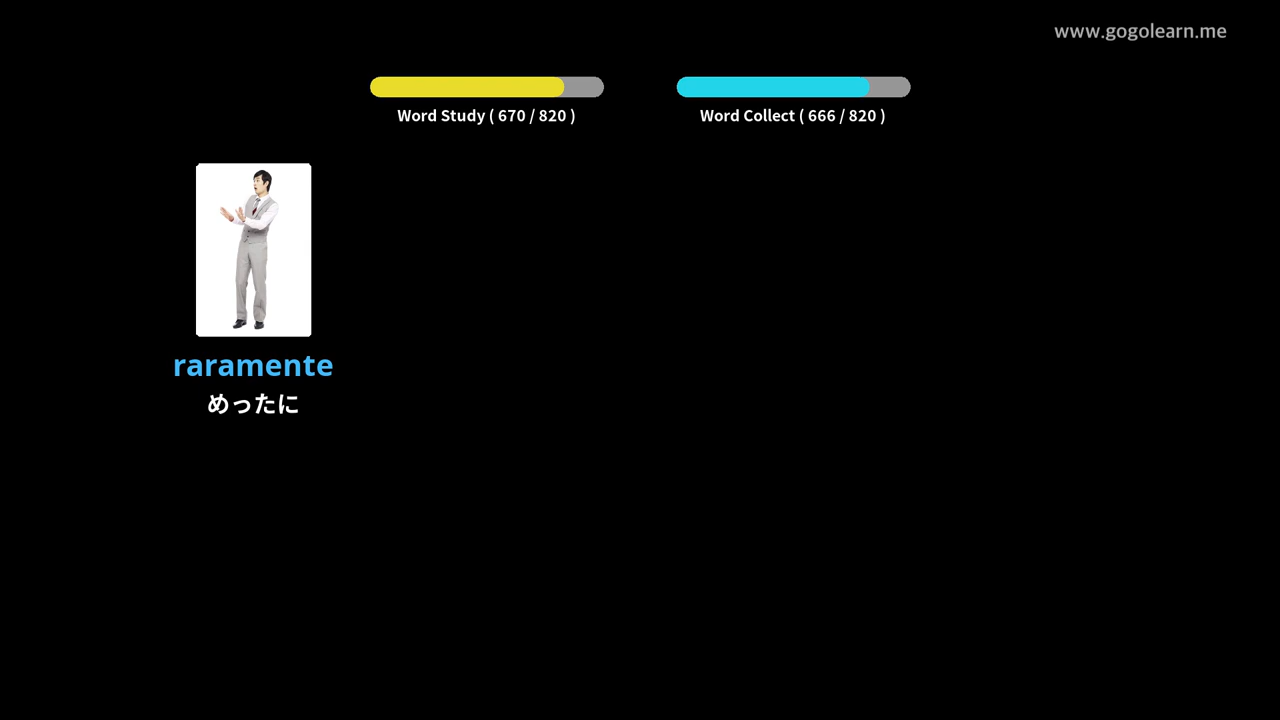 www.gogolearn.me
Word Study ( 670 / 820 )
Word Collect ( 666 / 820 )
raramente
めったに